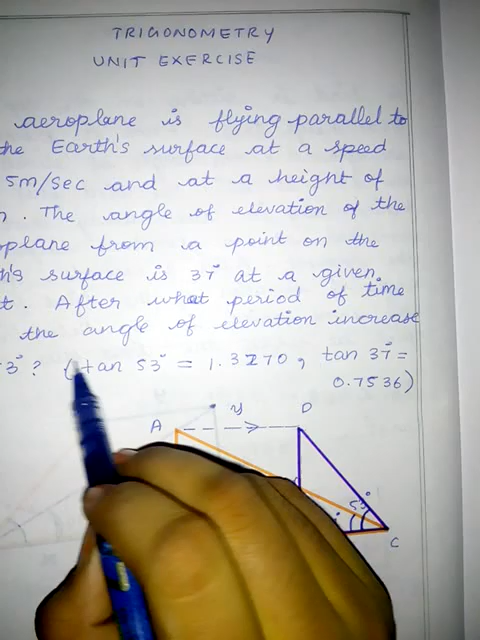 TRIGONOMETRY
UNIT EXERCISE
aeroplane is flying parallel to
the Earth's surface at a speed
5m/sec and at a height of
The angle of elevation of the
plane from a point on the
h's surface is 37° at a given
t. After what period of time
the angle of elevation increase
3°? (tan 53° = 1.3270, tan 37° =
0.7536)
A y D
53°
C